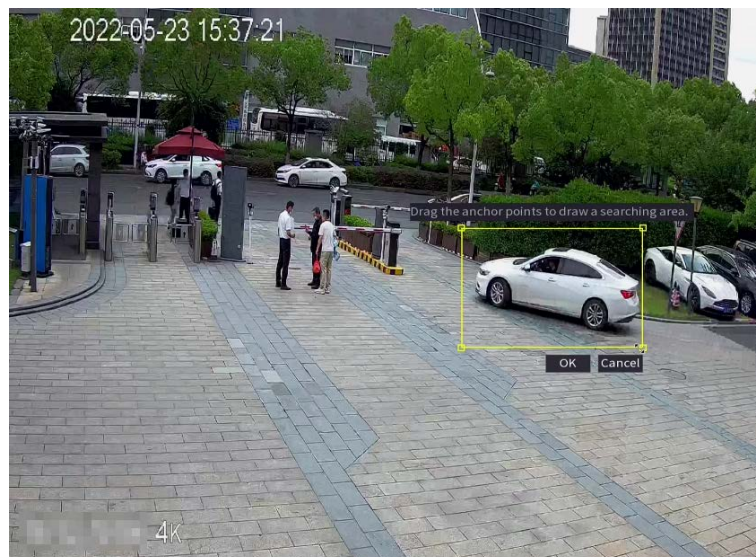 2022-05-23 15:37:21
Drag the anchor points to draw a searching area.
OK
Cancel
4K